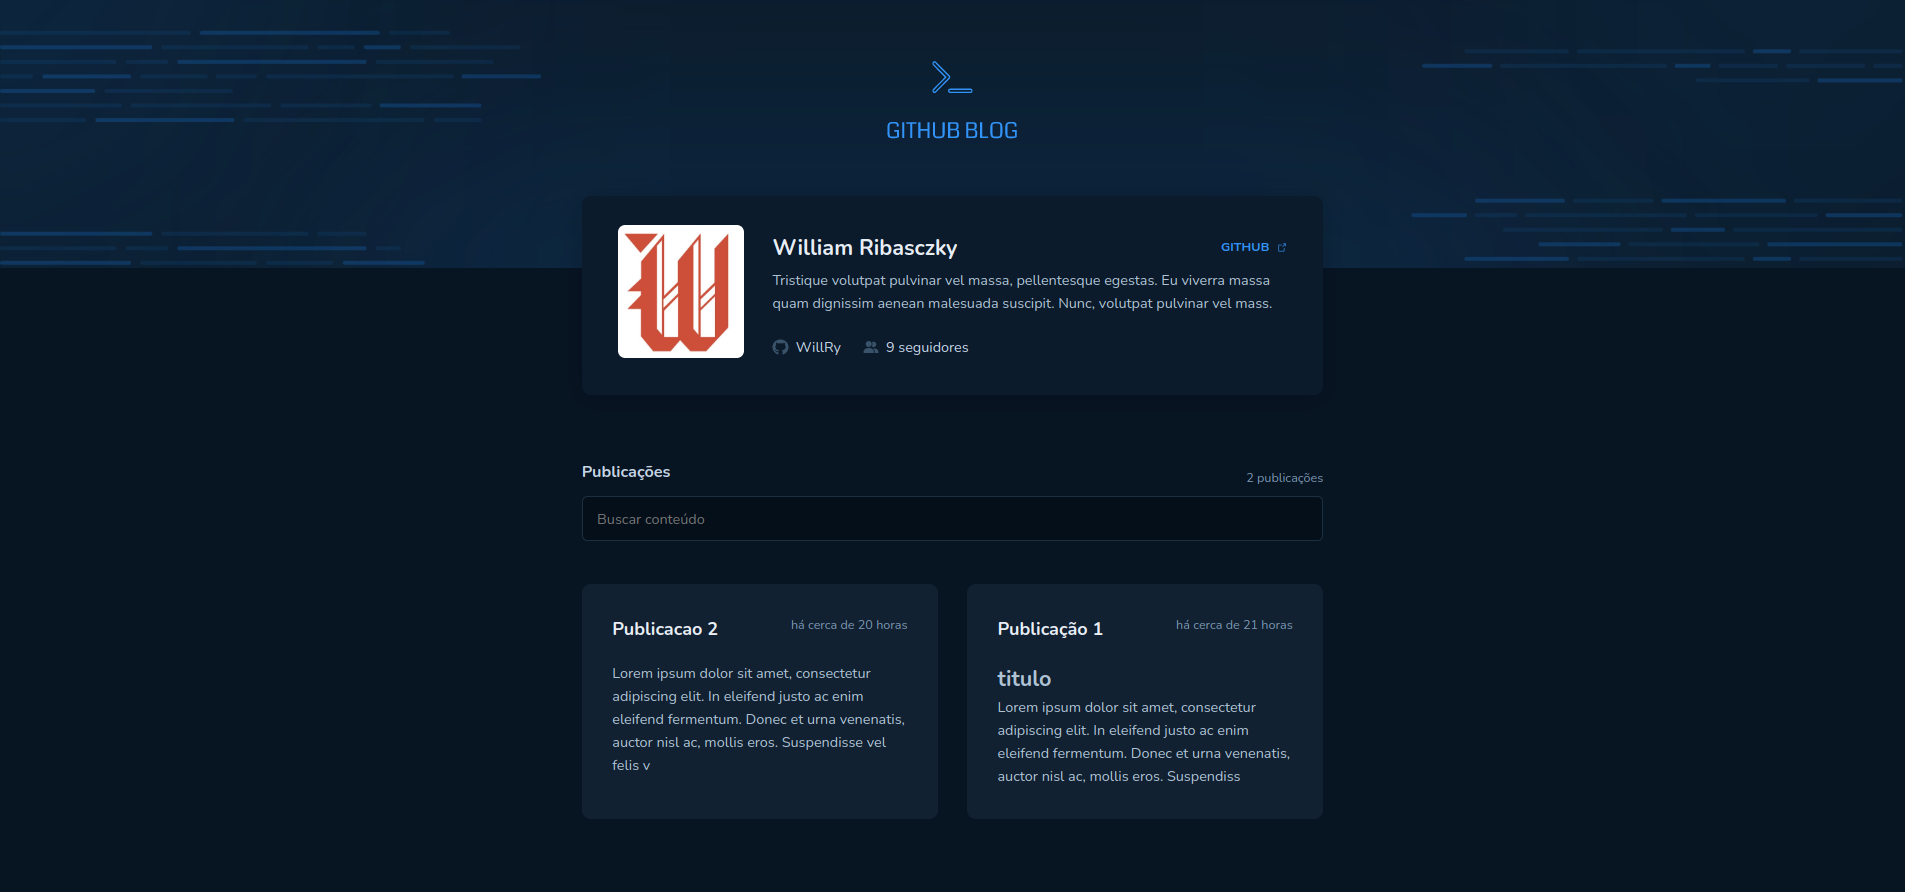 GITHUB BLOG
William Ribasczky
GITHUB
Tristique volutpat pulvinar vel massa, pellentesque egestas. Eu viverra massa
quam dignissim aenean malesuada suscipit. Nunc, volutpat pulvinar vel mass.
WillRy 9 seguidores
Publicações
2 publicações
Buscar conteúdo
Publicacao 2
há cerca de 20 horas
Lorem ipsum dolor sit amet, consectetur
adipiscing elit. In eleifend justo ac enim
eleifend fermentum. Donec et urna venenatis,
auctor nisl ac, mollis eros. Suspendisse vel
felis v
Publicação 1
há cerca de 21 horas
titulo
Lorem ipsum dolor sit amet, consectetur
adipiscing elit. In eleifend justo ac enim
eleifend fermentum. Donec et urna venenatis,
auctor nisl ac, mollis eros. Suspendiss